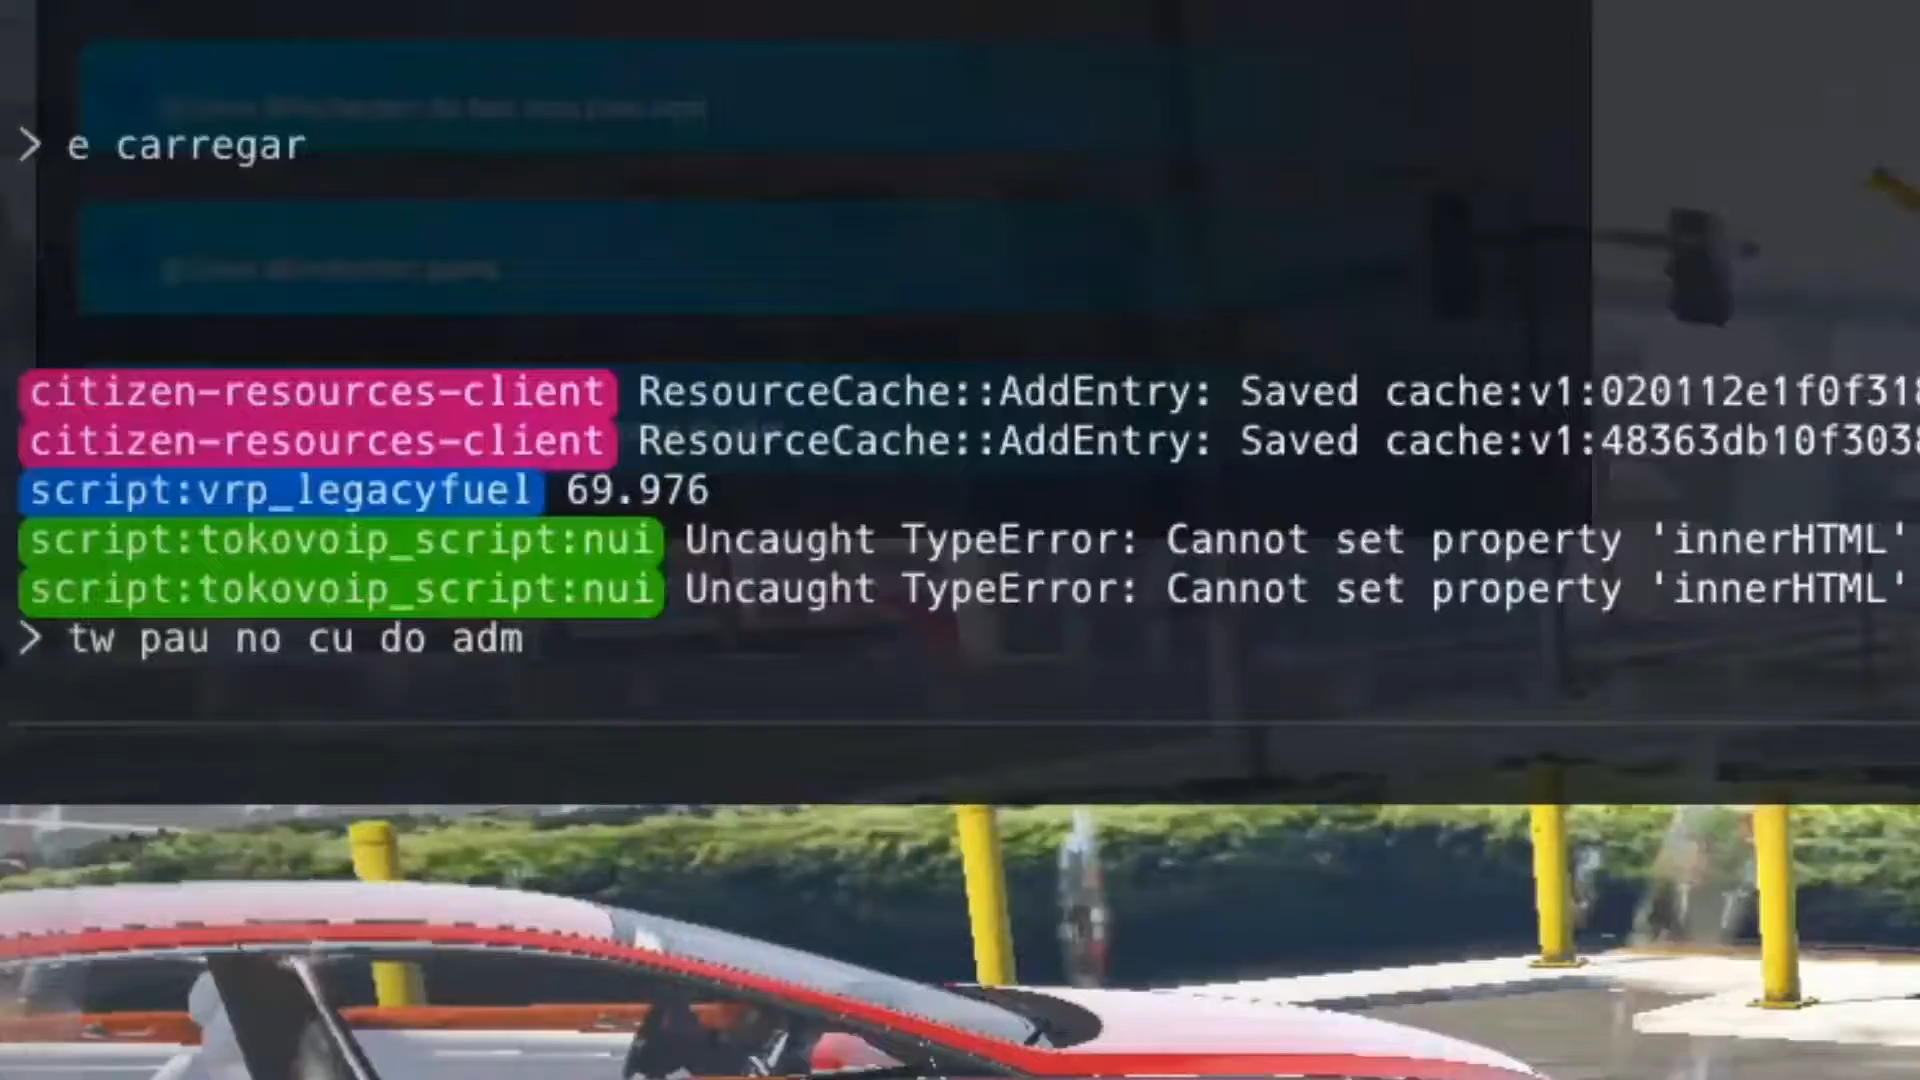 > e carregar
citizen-resources-client ResourceCache::AddEntry: Saved cache:v1:020112e1f0f318
citizen-resources-client ResourceCache::AddEntry: Saved cache:v1:48363db10f3038
script:vrp_legacyfuel 69.976
script:tokovoip_script:nui Uncaught TypeError: Cannot set property 'innerHTML'
script:tokovoip_script:nui Uncaught TypeError: Cannot set property 'innerHTML'
> tw pau no cu do adm